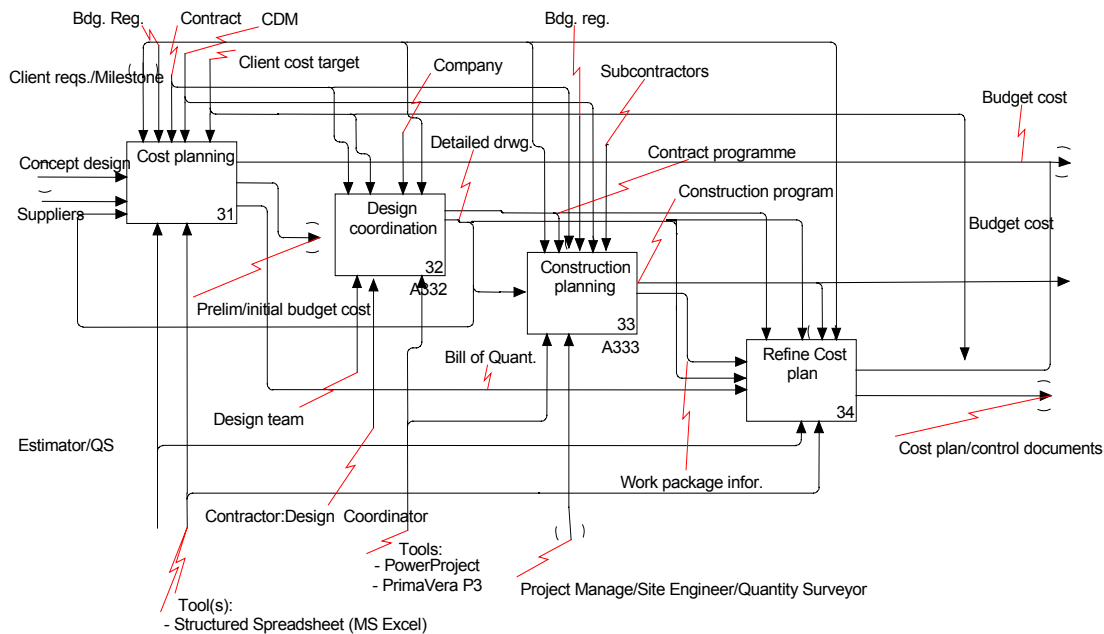 Bdg. Reg.
Contract
CDM
Bdg. reg.
Client reqs./Milestone
Client cost target
Company
Subcontractors
Budget cost
Concept design
Cost planning
31
Suppliers
Detailed drwg.
Contract programme
Construction program
Design
coordination
32
A332
Budget cost
Construction
planning
33
A333
Prelim/initial budget cost
Bill of Quant.
Refine Cost
plan
34
Design team
Estimator/QS
Cost plan/control documents
Work package infor.
Contractor:Design Coordinator
Tools:
- PowerProject
- PrimaVera P3
Project Manage/Site Engineer/Quantity Surveyor
Tool(s):
- Structured Spreadsheet (MS Excel)